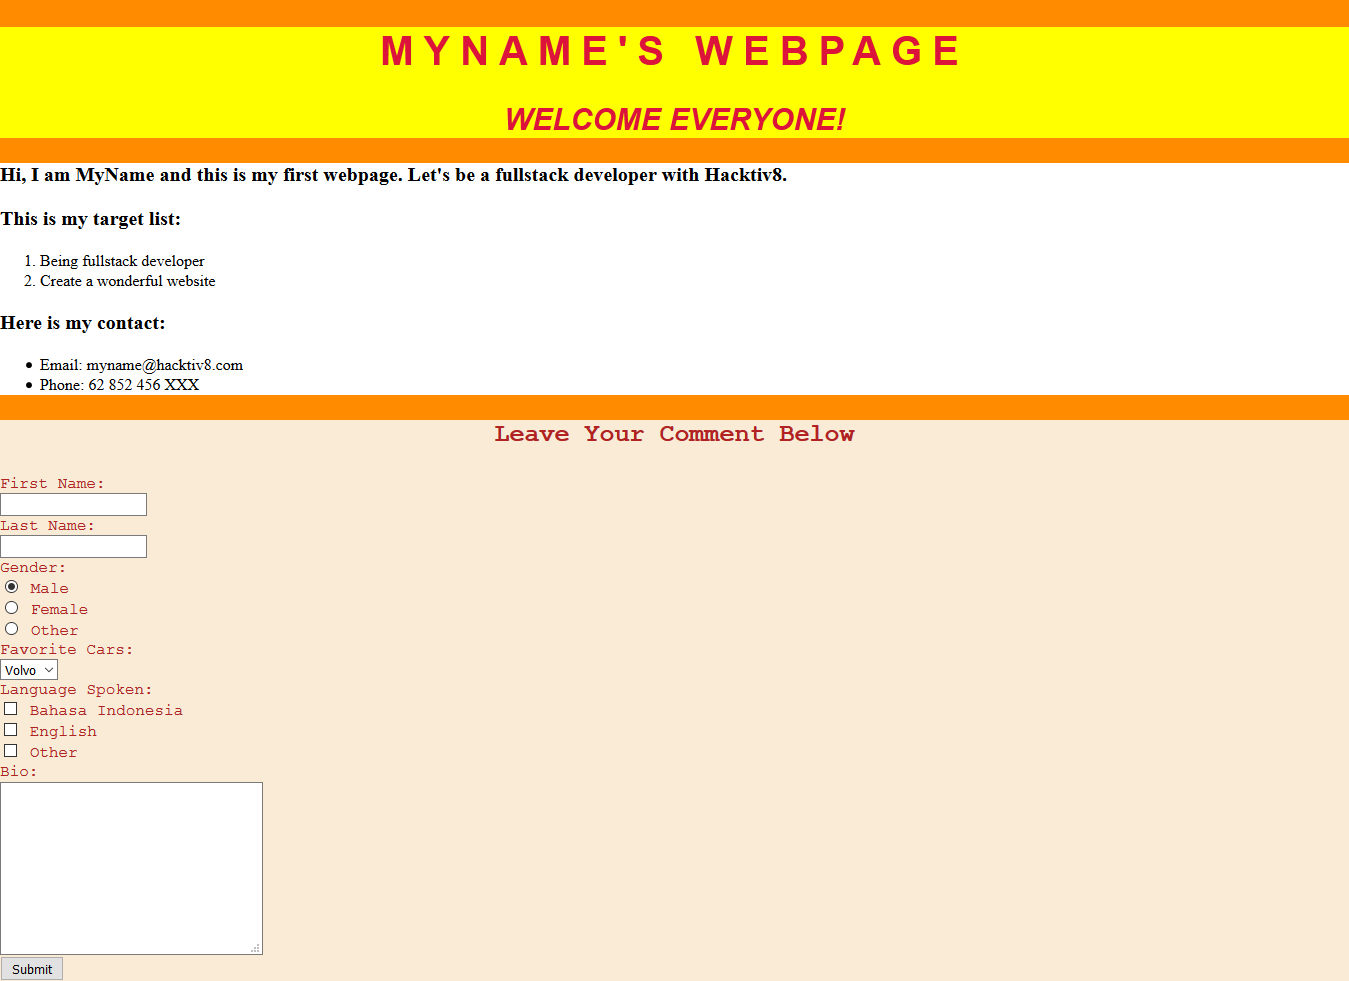 MYNAME'S WEBPAGE
WELCOME EVERYONE!
Hi, I am MyName and this is my first webpage. Let's be a fullstack developer with Hacktiv8.
This is my target list:
1. Being fullstack developer
2. Create a wonderful website
Here is my contact:
• Email: myname@hacktiv8.com
• Phone: 62 852 456 XXX
Leave Your Comment Below
First Name:
Last Name:
Gender:
Male
Female
Other
Favorite Cars:
Volvo
Language Spoken:
Bahasa Indonesia
English
Other
Bio:
Submit